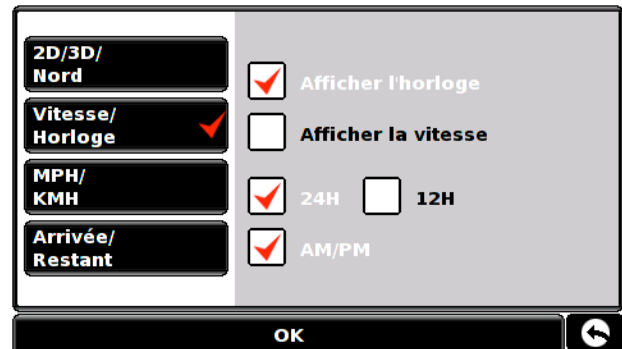 2D/3D/
Nord
Vitesse/
Horloge
MPH/
KMH
Arrivée/
Restant
Afficher l'horloge
Afficher la vitesse
24H 12H
AM/PM
OK